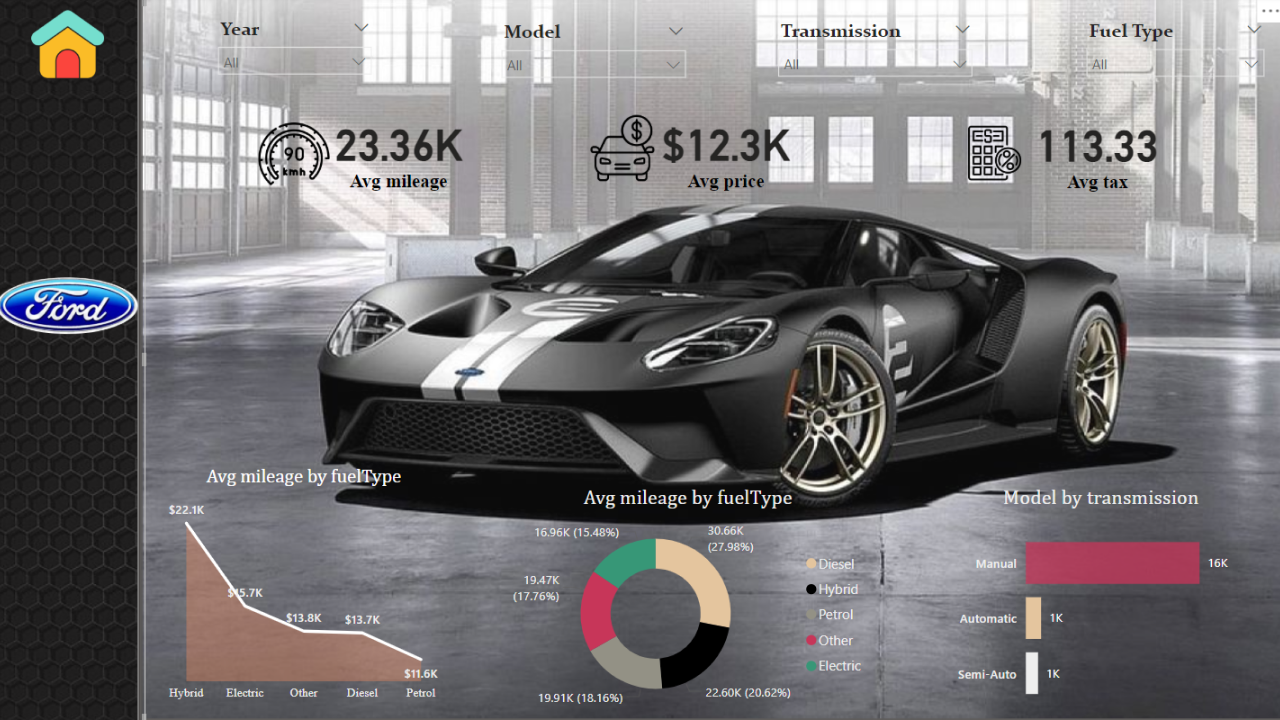 Year
All
Model
All
Transmission
All
Fuel Type
All
90
kmh
23.36K
Avg mileage
$
$12.3K
Avg price
%
113.33
Avg tax
Ford
Avg mileage by fuelType
$22.1K
$15.7K
$13.8K
$13.7K
$11.6K
Hybrid
Electric
Other
Diesel
Petrol
Avg mileage by fuelType
16.96K (15.48%)
30.66K
(27.98%)
19.47K
(17.76%)
19.91K (18.16%)
22.60K (20.62%)
Diesel
Hybrid
Petrol
Other
Electric
Model by transmission
Manual
16K
Automatic
1K
Semi-Auto
1K